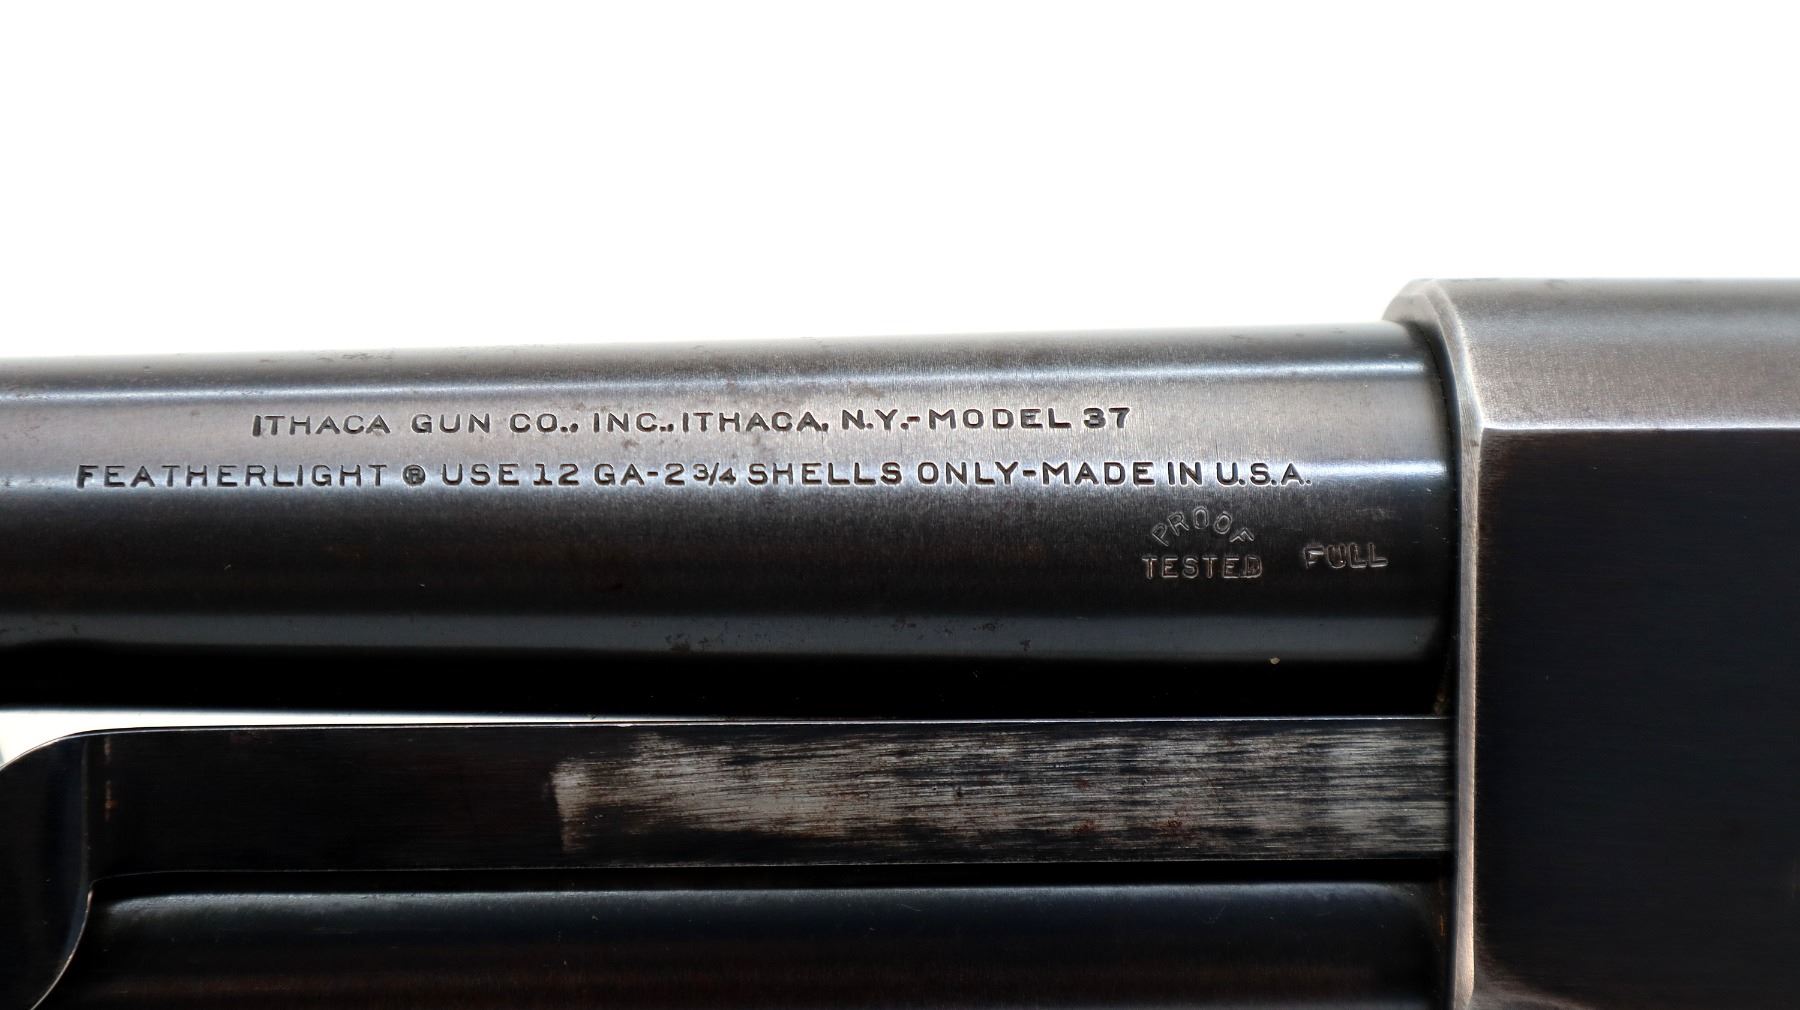 ITHACA GUN CO., INC., ITHACA, N.Y.-MODEL 37
FEATHERLIGHT ® USE 12 GA-2 3/4 SHELLS ONLY-MADE IN U.S.A.
PROOF
TESTED FULL